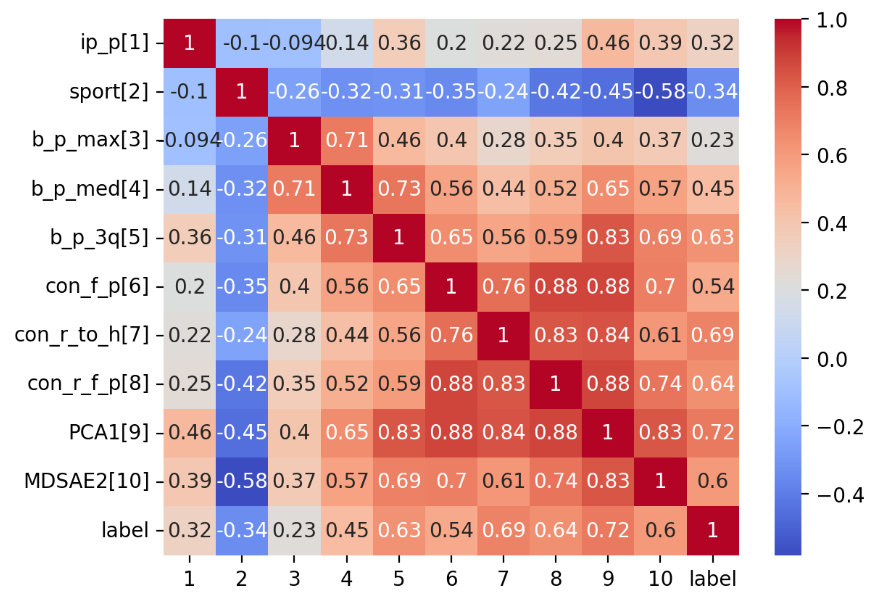 ip_p[1] 1 -0.1 -0.094 0.14 0.36 0.2 0.22 0.25 0.46 0.39 0.32 1.0
sport[2] -0.1 1 -0.26 -0.32 -0.31 -0.35 -0.24 -0.42 -0.45 -0.58 -0.34
0.8
b_p_max[3] -0.094 -0.26 1 0.71 0.46 0.4 0.28 0.35 0.4 0.37 0.23
0.6
b_p_med[4] 0.14 -0.32 0.71 1 0.73 0.56 0.44 0.52 0.65 0.57 0.45
b_p_3q[5] 0.36 -0.31 0.46 0.73 1 0.65 0.56 0.59 0.83 0.69 0.63
0.4
con_f_p[6] 0.2 -0.35 0.4 0.56 0.65 1 0.76 0.88 0.88 0.7 0.54
0.2
con_r_to_h[7] 0.22 -0.24 0.28 0.44 0.56 0.76 1 0.83 0.84 0.61 0.69
0.0
con_r_f_p[8] 0.25 -0.42 0.35 0.52 0.59 0.88 0.83 1 0.88 0.74 0.64
PCA1[9] 0.46 -0.45 0.4 0.65 0.83 0.88 0.84 0.88 1 0.83 0.72
−0.2
MDSAE2[10] 0.39 -0.58 0.37 0.57 0.69 0.7 0.61 0.74 0.83 1 0.6
−0.4
label 0.32 -0.34 0.23 0.45 0.63 0.54 0.69 0.64 0.72 0.6 1
1 2 3 4 5 6 7 8 9 10 label